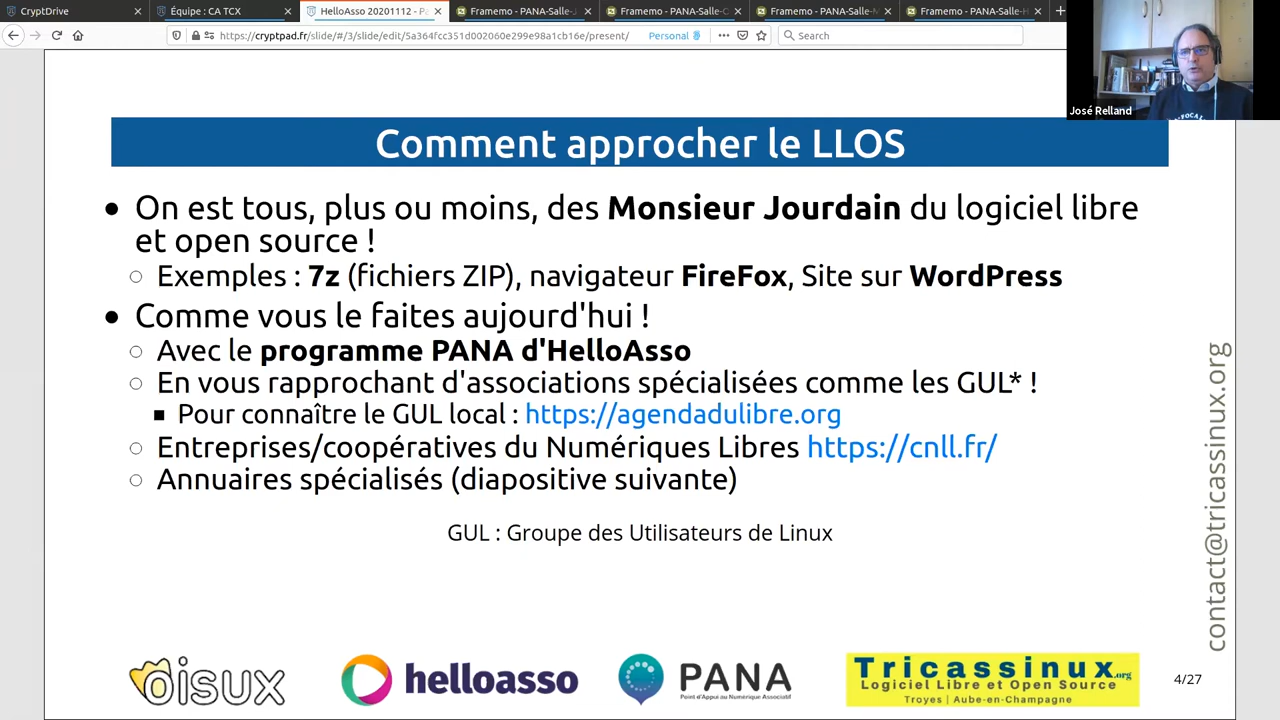 CryptDrive
Équipe : CA TCX
HelloAsso 20201112 - P
Framemo - PANA-Salle-
Framemo - PANA-Salle-
Framemo - PANA-Salle-
Framemo - PANA-Salle-
https://cryptpad.fr/slide/#/3/slide/edit/5a364fcc351d002060e299e98a1cb16e/present/
Personal
Search
José Relland
Comment approcher le LLOS
• On est tous, plus ou moins, des Monsieur Jourdain du logiciel libre
et open source !
○ Exemples : 7z (fichiers ZIP), navigateur FireFox, Site sur WordPress
• Comme vous le faites aujourd'hui !
○ Avec le programme PANA d'HelloAsso
○ En vous rapprochant d'associations spécialisées comme les GUL* !
▪ Pour connaître le GUL local : https://agendadulibre.org
○ Entreprises/coopératives du Numériques Libres https://cnll.fr/
○ Annuaires spécialisés (diapositive suivante)
GUL : Groupe des Utilisateurs de Linux
contact@tricassinux.org
oisux
helloasso
PANA
Point d'Appui au Numérique Associatif
Tricassinux.org
Logiciel Libre et Open Source
Troyes | Aube-en-Champagne
4/27